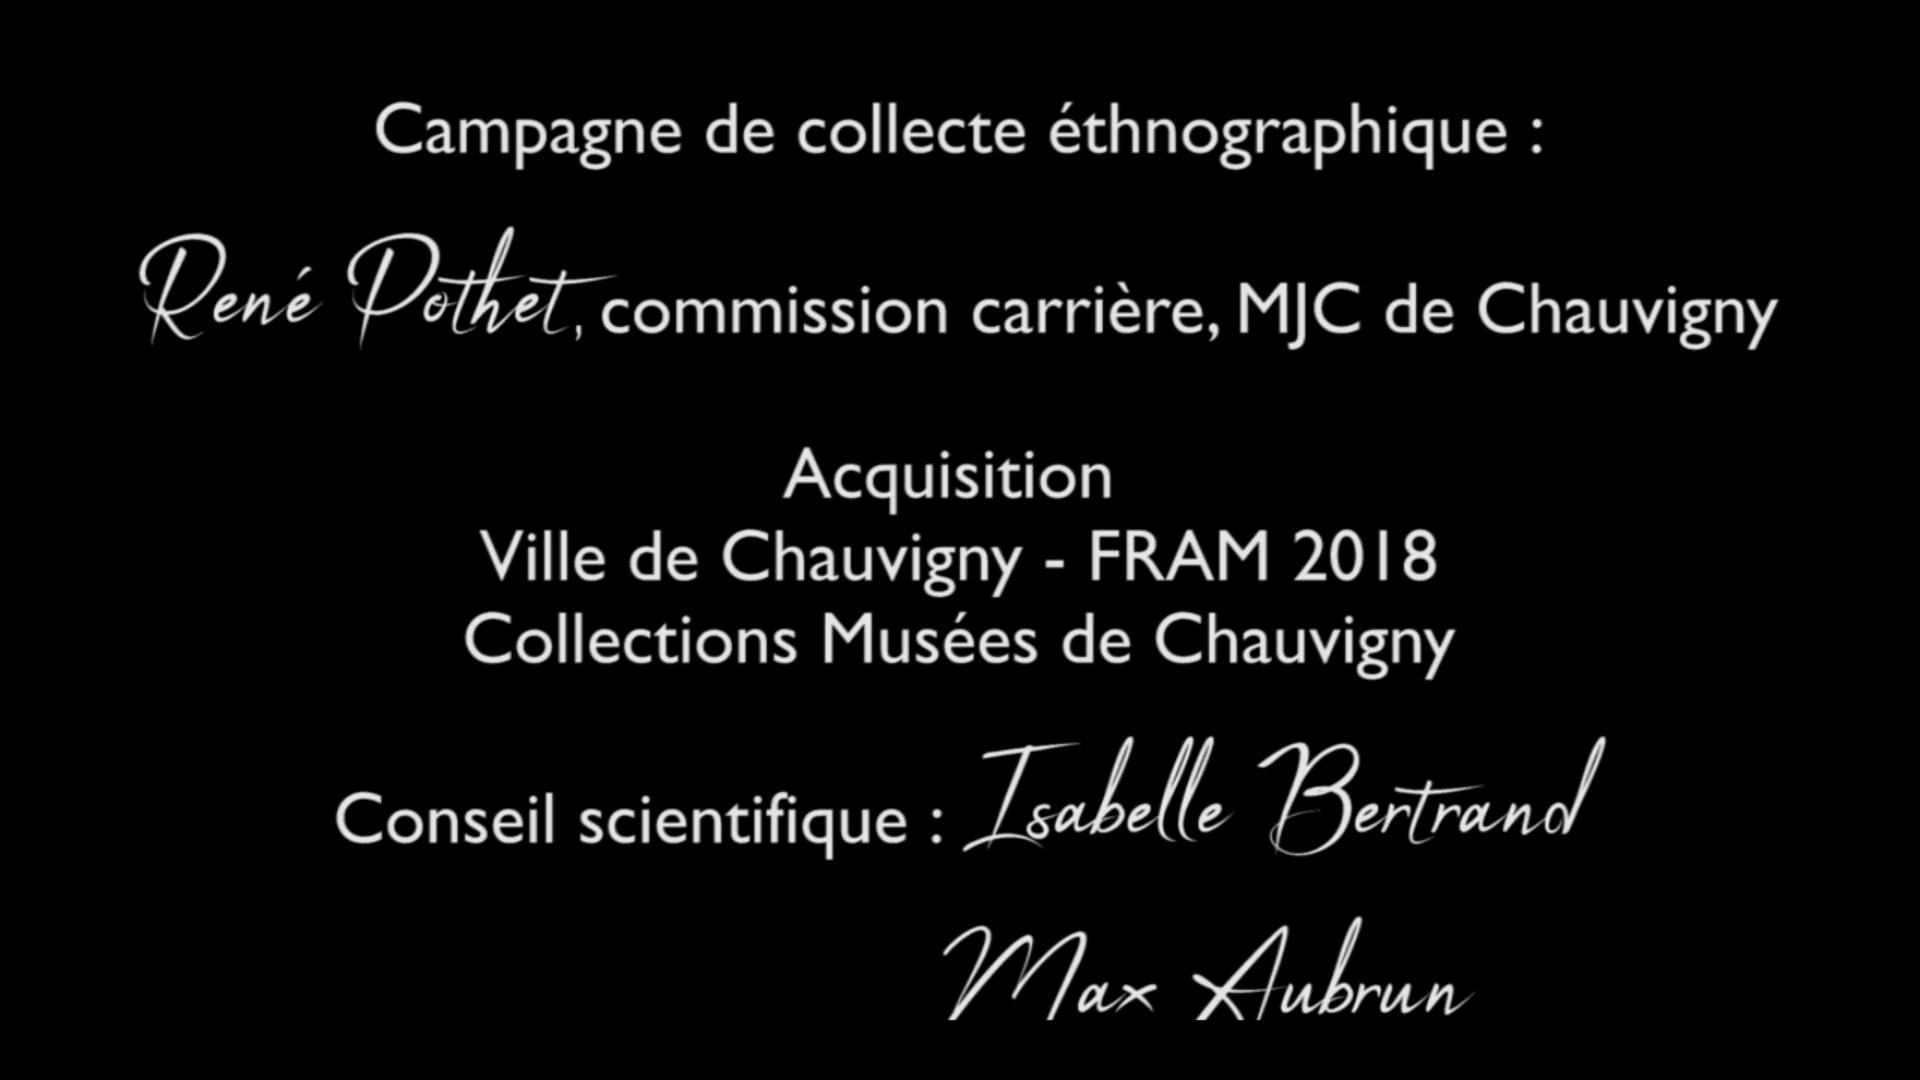 Campagne de collecte éthnographique :
René Pothet, commission carrière, MJC de Chauvigny
Acquisition
Ville de Chauvigny - FRAM 2018
Collections Musées de Chauvigny
Conseil scientifique : Isabelle Bertrand
Max Aubrun